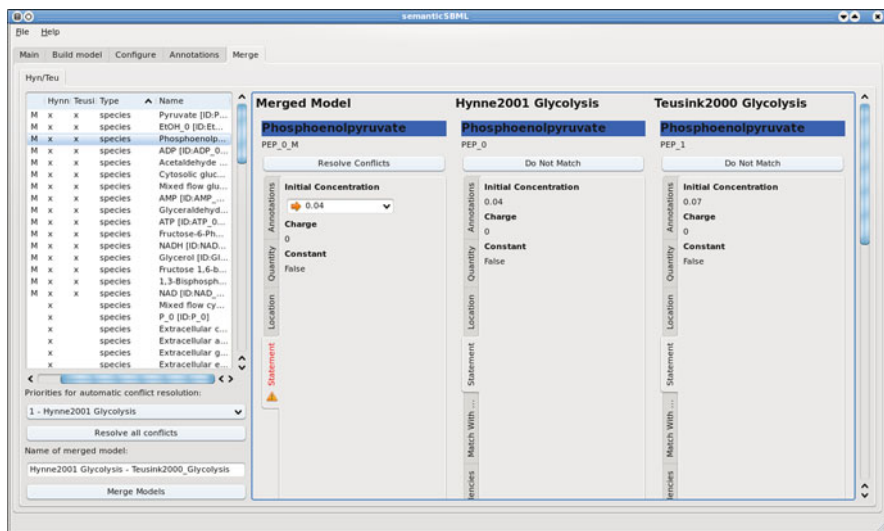 semanticSBML
File Help
Main Build model Configure Annotations Merge
Hyn/Teu
Hynn Teusi Type Name
M x x species Pyruvate [ID:P...
M x x species EtOH_0 [ID:Et...
M x x species Phosphoenolp...
M x x species ADP [ID:ADP_0...
M x x species Acetaldehyde ...
M x x species Cytosolic gluc...
M x x species Mixed flow glu...
M x x species AMP [ID:AMP_...
M x x species Glyceraldehyd...
M x x species ATP [ID:ATP_0...
M x x species Fructose-6-Ph...
M x x species NADH [ID:NAD...
M x x species Glycerol [ID:Gl...
M x x species Fructose 1,6-b...
M x x species 1,3-Bisphosph...
M x x species NAD [ID:NAD_...
x species Mixed flow cy...
x species P_0 [ID:P_0]
x species Extracellular c...
x species Extracellular a...
x species Extracellular g...
x species Extracellular e...
Priorities for automatic conflict resolution:
1 - Hynne2001 Glycolysis
Resolve all conflicts
Name of merged model:
Hynne2001 Glycolysis - Teusink2000_Glycolysis
Merge Models
Merged Model
Phosphoenolpyruvate
PEP_0_M
Resolve Conflicts
Annotations
Quantity
Location
Statement
Initial Concentration
0.04
Charge
0
Constant
False
Hynne2001 Glycolysis
Phosphoenolpyruvate
PEP_0
Do Not Match
Annotations
Quantity
Location
Statement
Match With ...
dencies
Initial Concentration
0.04
Charge
0
Constant
False
Teusink2000 Glycolysis
Phosphoenolpyruvate
PEP_1
Do Not Match
Annotations
Quantity
Location
Statement
Match With ...
dencies
Initial Concentration
0.07
Charge
0
Constant
False